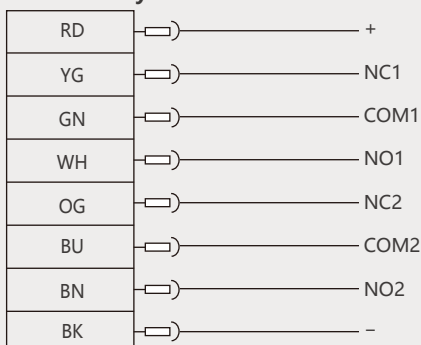 RD +
YG NC1
GN COM1
WH NO1
OG NC2
BU COM2
BN NO2
BK −